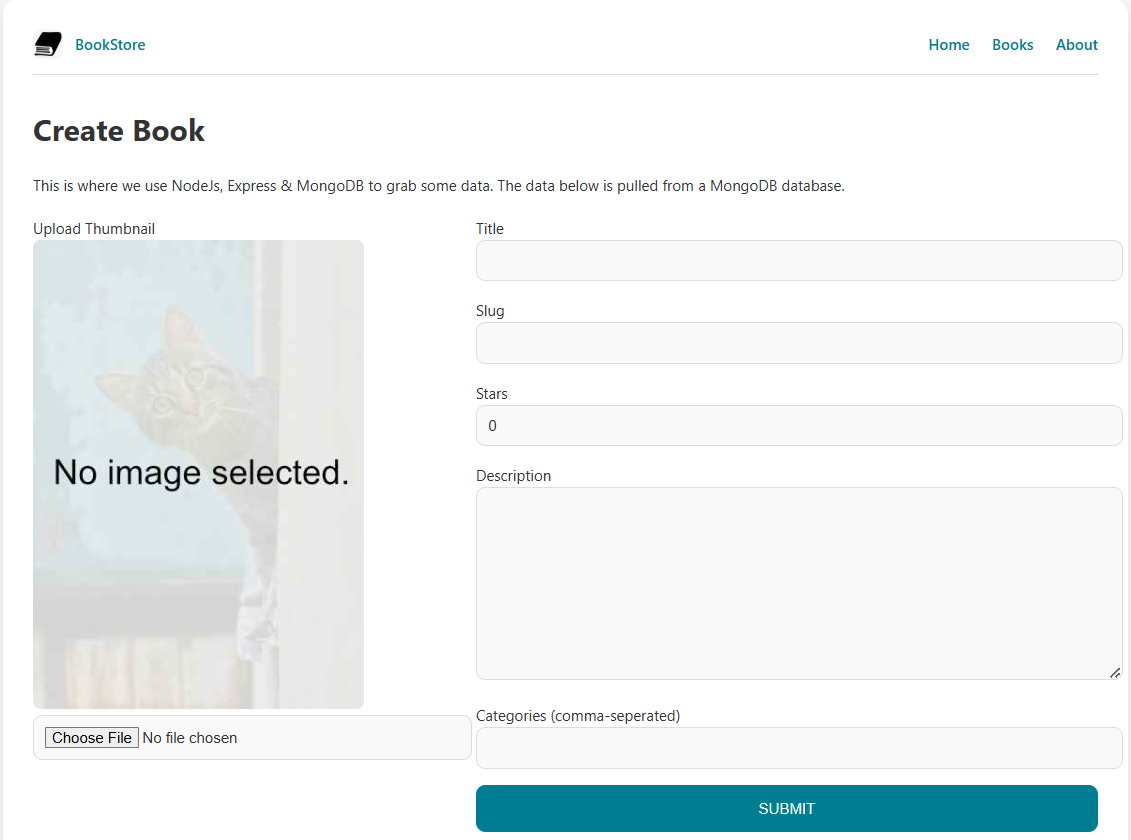 BookStore
Home Books About
Create Book
This is where we use NodeJs, Express & MongoDB to grab some data. The data below is pulled from a MongoDB database.
Upload Thumbnail
No image selected.
Choose File No file chosen
Title
Slug
Stars
0
Description
Categories (comma-seperated)
SUBMIT